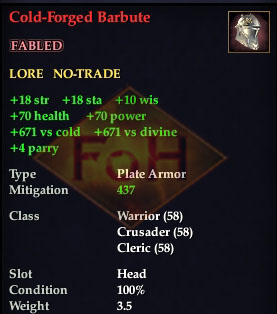 Cold-Forged Barbute
FABLED
LORE NO-TRADE
+18 str +18 sta +10 wis
+70 health +70 power
+671 vs cold +671 vs divine
+4 parry
FoH
Type Plate Armor
Mitigation 437
Class Warrior (58)
Crusader (58)
Cleric (58)
Slot Head
Condition 100%
Weight 3.5